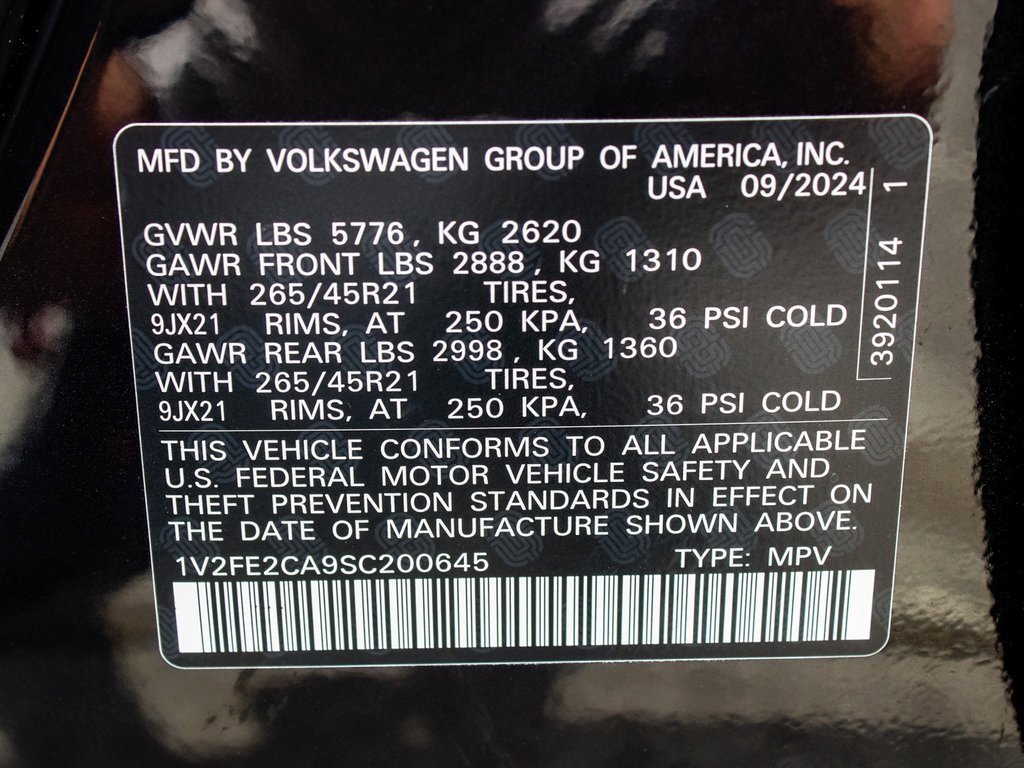 MFD BY VOLKSWAGEN GROUP OF AMERICA, INC.
USA 09/2024
GVWR LBS 5776, KG 2620
GAWR FRONT LBS 2888, KG 1310
WITH 265/45R21 TIRES,
9JX21 RIMS, AT 250 KPA, 36 PSI COLD
GAWR REAR LBS 2998, KG 1360
WITH 265/45R21 TIRES,
9JX21 RIMS, AT 250 KPA, 36 PSI COLD
3920114 1
THIS VEHICLE CONFORMS TO ALL APPLICABLE
U.S. FEDERAL MOTOR VEHICLE SAFETY AND
THEFT PREVENTION STANDARDS IN EFFECT ON
THE DATE OF MANUFACTURE SHOWN ABOVE.
1V2FE2CA9SC200645 TYPE: MPV